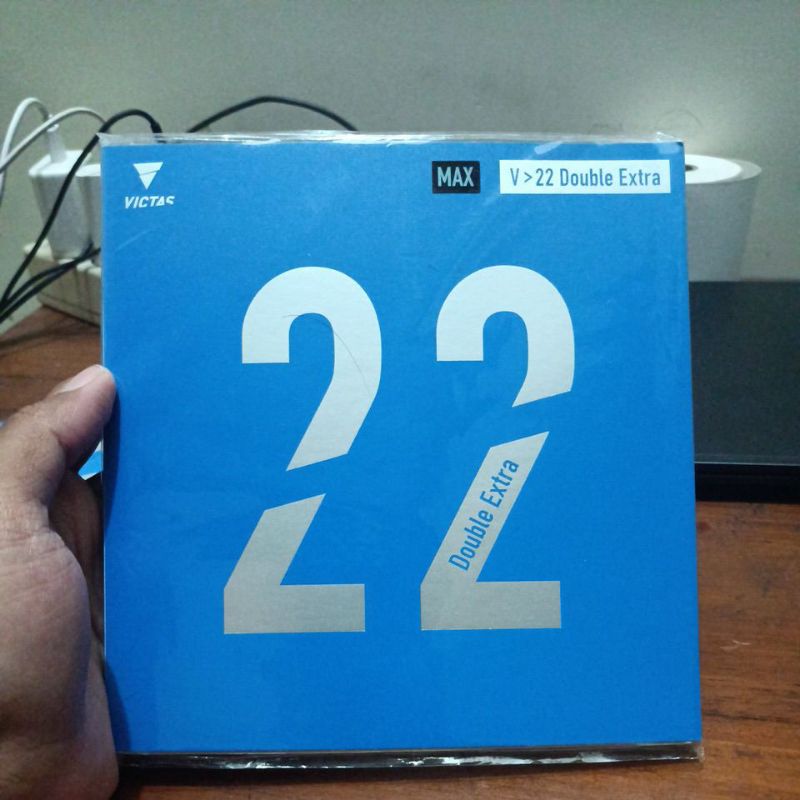 VICTAS
MAX
V>22 Double Extra
22
Double Extra